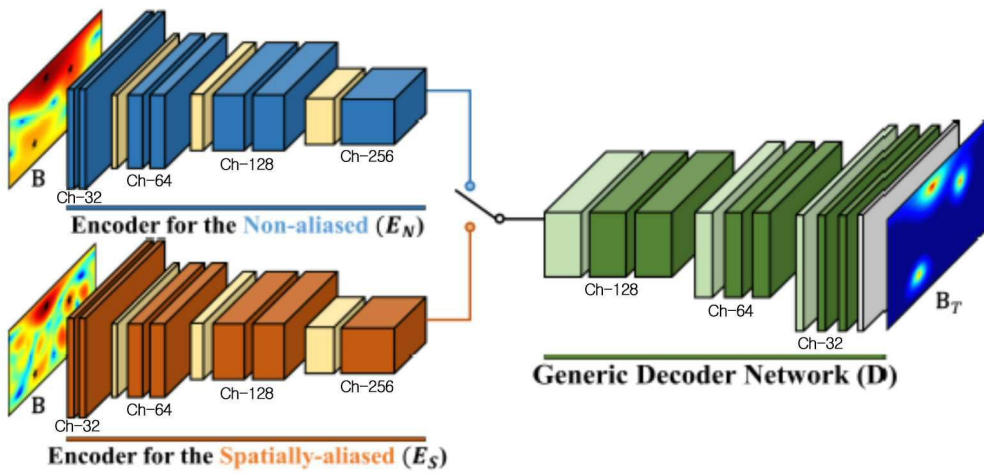 B
Ch-32
Ch-64
Ch-128
Ch-256
Encoder for the Non-aliased (E_N)
B
Ch-32
Ch-64
Ch-128
Ch-256
Encoder for the Spatially-aliased (E_S)
Ch-128
Ch-64
Ch-32
B_T
Generic Decoder Network (D)